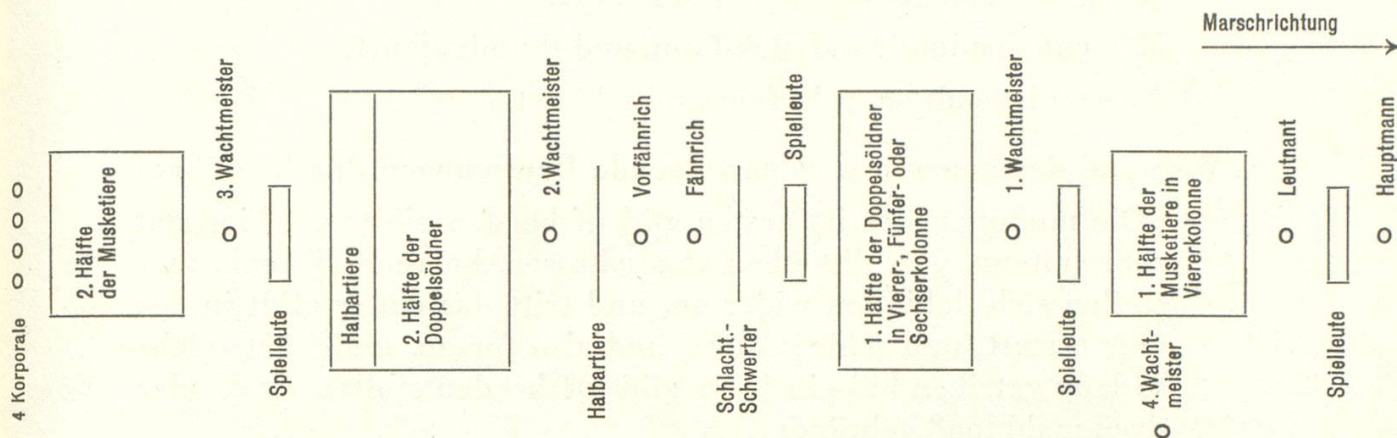 Marschrichtung
4 Korporale
2. Hälfte
der Musketiere
3. Wachtmeister
Spielleute
Halbartiere
2. Hälfte der
Doppelsöldner
2. Wachtmeister
Halbartiere
Vofähnrich
Fähnrich
Schlacht-
Schwerter
Spielleute
1. Hälfte der Doppelsöldner
in Vierer-, Fünfer- oder
Sechserkolonne
1. Wachtmeister
Spielleute
4. Wacht-
meister
1. Hälfte der
Musketiere in
Viererkolonne
Leutnant
Spielleute
Hauptmann